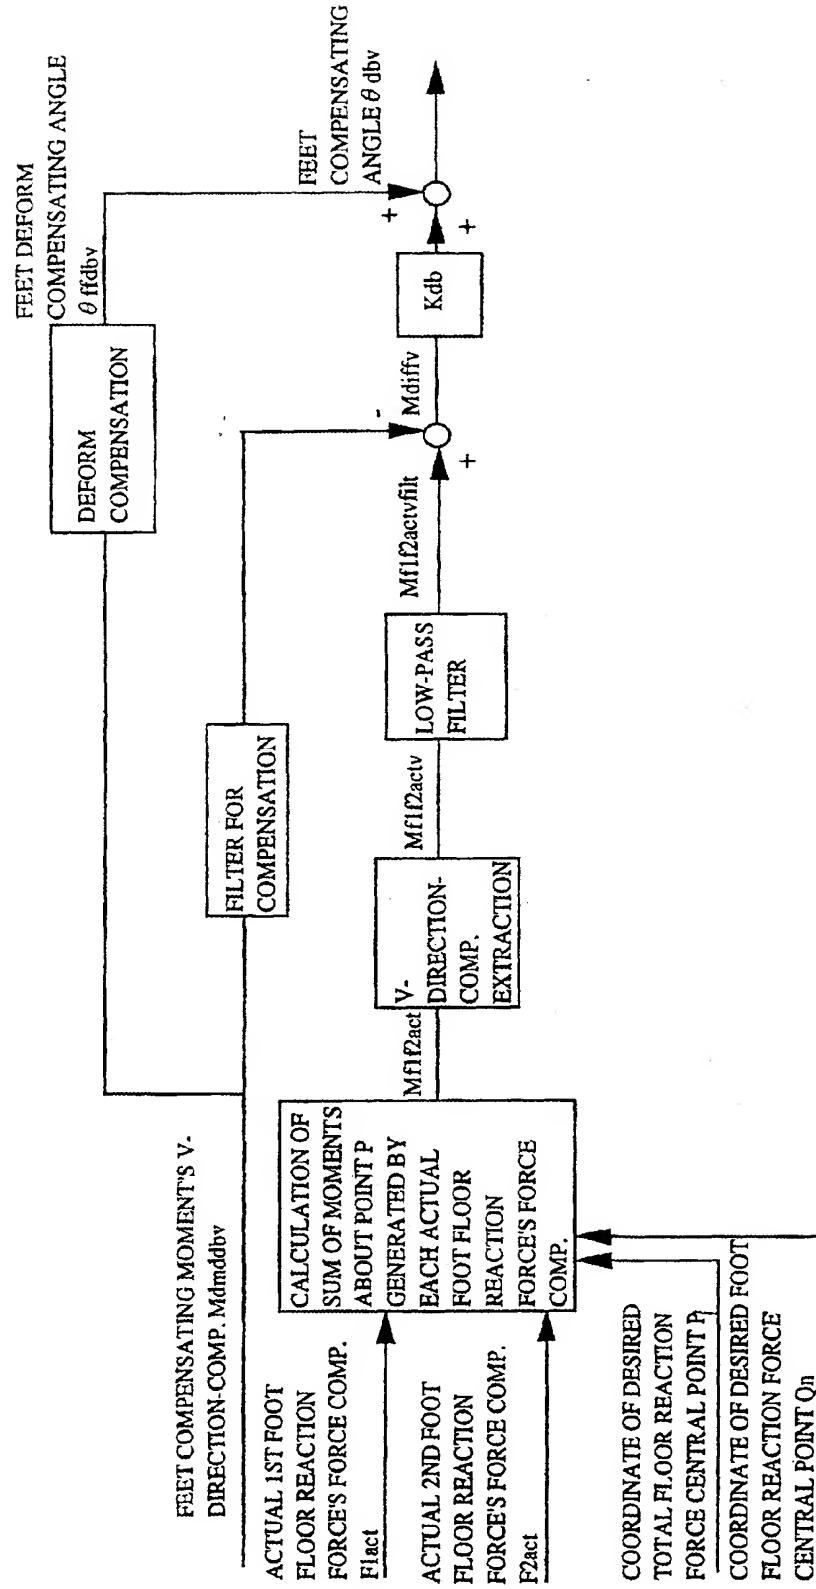 FEET COMPENSATING MOMENT'S V-
DIRECTION-COMP. Mdmddbv
FEET DEFORM
COMPENSATING ANGLE
θ ffdbv
DEFORM
COMPENSATION
FEET
COMPENSATING
ANGLE θ dbv
FILTER FOR
COMPENSATION
ACTUAL 1ST FOOT
FLOOR REACTION
FORCE'S FORCE COMP.
F1act
ACTUAL 2ND FOOT
FLOOR REACTION
FORCE'S FORCE COMP.
F2act
COORDINATE OF DESIRED
TOTAL FLOOR REACTION
FORCE CENTRAL POINT P
COORDINATE OF DESIRED FOOT
FLOOR REACTION FORCE
CENTRAL POINT Qn
CALCULATION OF
SUM OF MOMENTS
ABOUT POINT P
GENERATED BY
EACH ACTUAL
FOOT FLOOR
REACTION
FORCE'S FORCE
COMP.
Mf1f2act
V-
DIRECTION-
COMP.
EXTRACTION
Mf1f2actv
LOW-PASS
FILTER
Mf1f2actvfilt
+
-
Mdiffv
Kdb
+
+